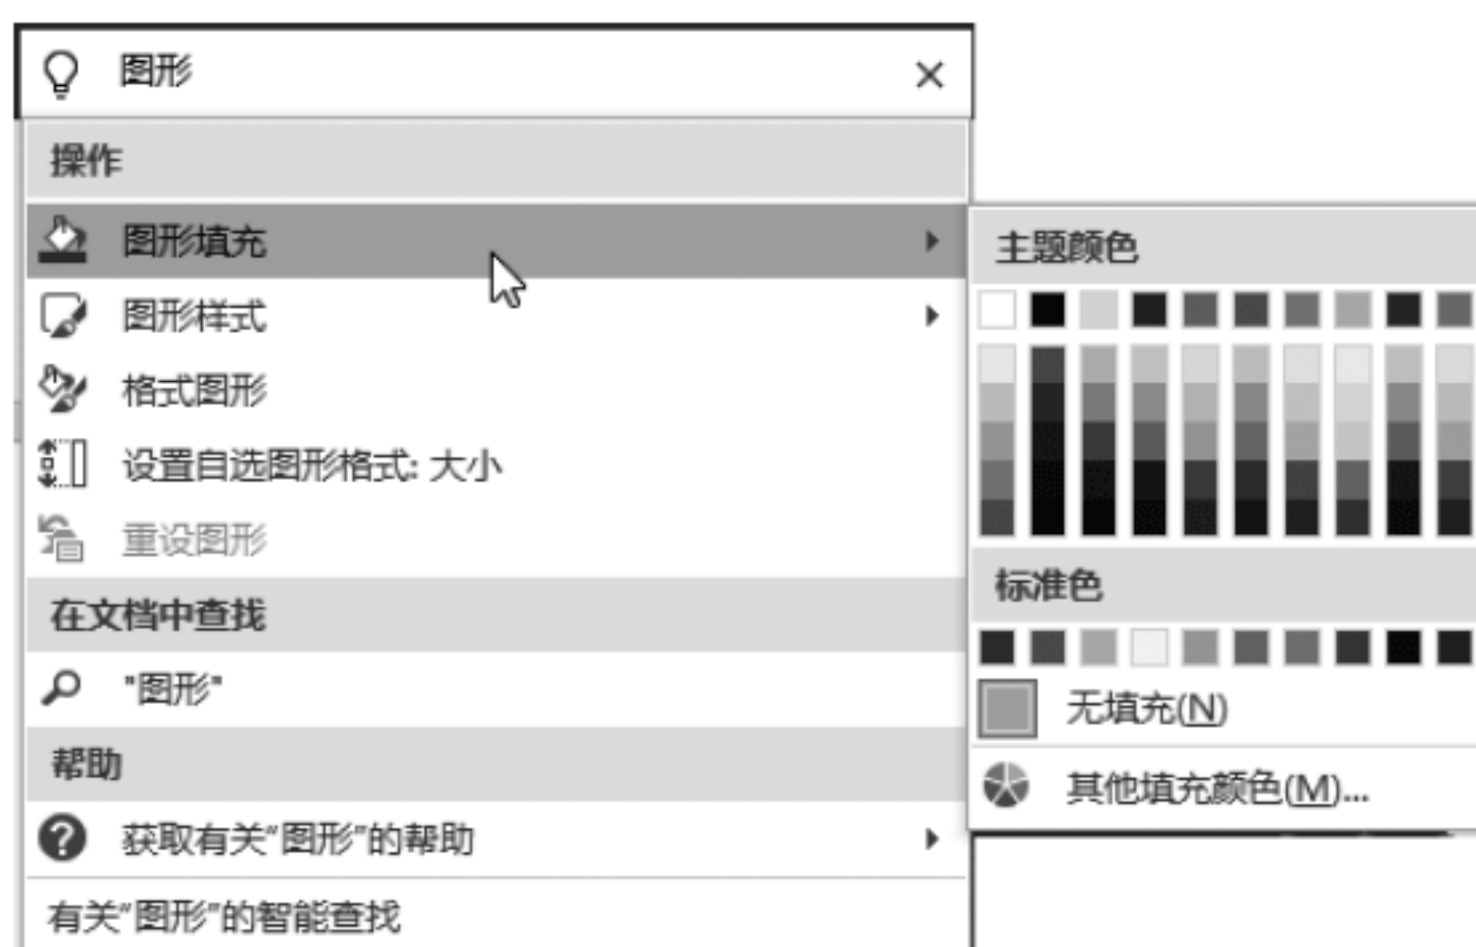 图形
操作
图形填充
图形样式
格式图形
设置自选图形格式: 大小
重设图形
在文档中查找
"图形"
帮助
获取有关“图形”的帮助
有关“图形”的智能查找
主题颜色
标准色
无填充(N)
其他填充颜色(M)...